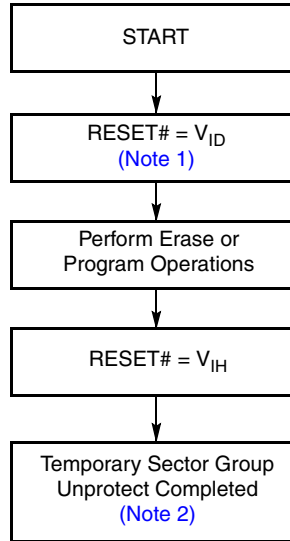 START
RESET# = VID
(Note 1)
Perform Erase or
Program Operations
RESET# = VIH
Temporary Sector Group
Unprotect Completed
(Note 2)